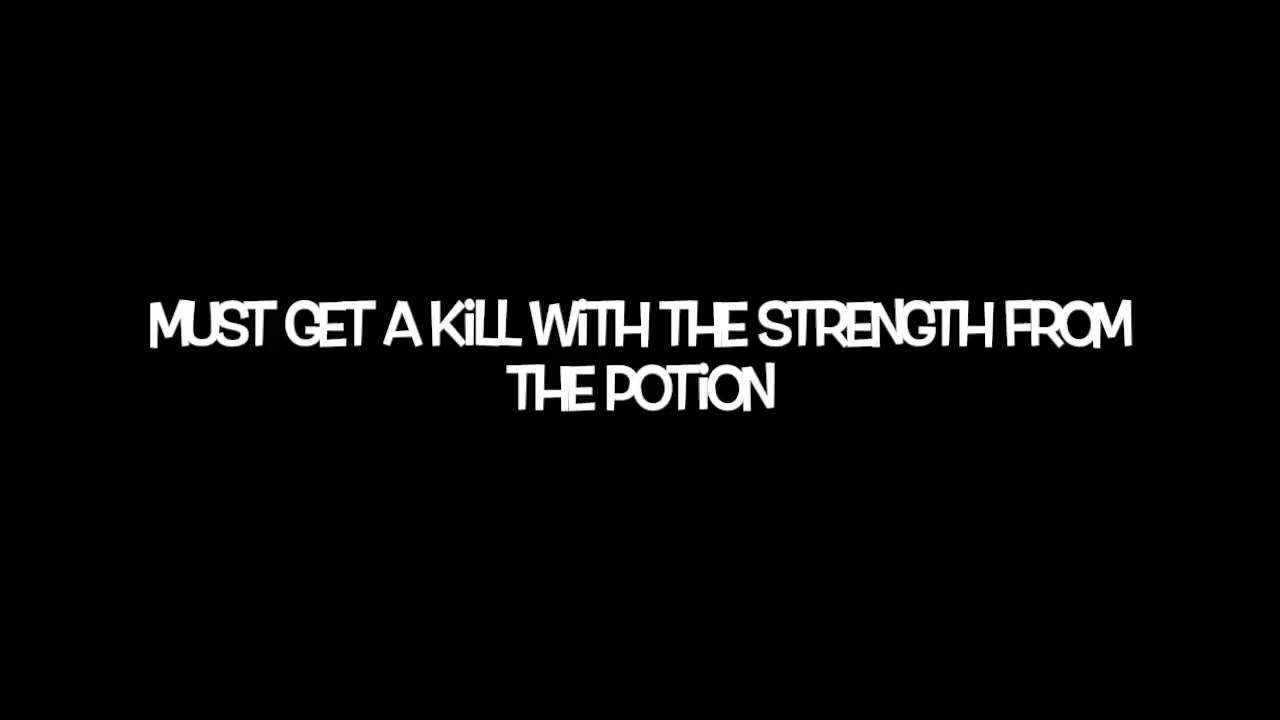 MUST GET A KiLL WiTH THE STRENGTH FROM
THE POTiON